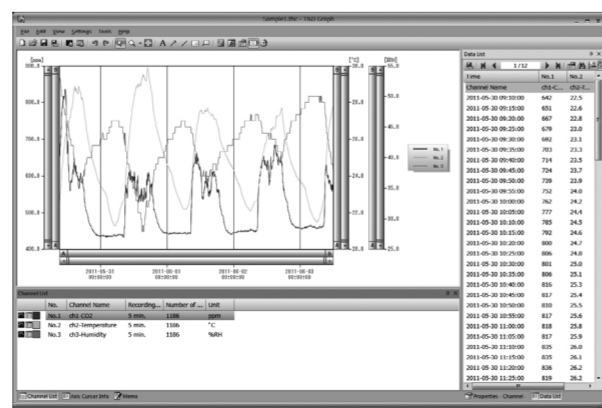 Sample1.thc - T&D Graph
File Edit View Settings Tools Help
[ppm]
[°C] [%RH]
900.0
800.0
700.0
600.0
500.0
400.0
30.0
28.0
26.0
24.0
22.0
20.0
55.0
50.0
45.0
40.0
35.0
30.0
25.0
No. 1
No. 2
No. 3
2011-05-31 2011-06-01 2011-06-02 2011-06-03
00:00:00 00:00:00 00:00:00 00:00:00
Channel List
No. Channel Name Recording... Number of ... Unit
No.1 ch1-CO2 5 min. 1186 ppm
No.2 ch2-Temperature 5 min. 1186 °C
No.3 ch3-Humidity 5 min. 1186 %RH
Channel List Axis Cursor Info Memo
Data List
1/12
Time No.1 No.2
Channel Name ch1-C... ch2-T...
2011-05-30 09:10:00 642 22.5
2011-05-30 09:15:00 651 22.6
2011-05-30 09:20:00 667 22.8
2011-05-30 09:25:00 679 23.0
2011-05-30 09:30:00 692 23.1
2011-05-30 09:35:00 703 23.3
2011-05-30 09:40:00 714 23.5
2011-05-30 09:45:00 724 23.7
2011-05-30 09:50:00 739 23.9
2011-05-30 09:55:00 752 24.0
2011-05-30 10:00:00 762 24.2
2011-05-30 10:05:00 777 24.4
2011-05-30 10:10:00 785 24.5
2011-05-30 10:15:00 792 24.6
2011-05-30 10:20:00 800 24.7
2011-05-30 10:25:00 806 24.8
2011-05-30 10:30:00 801 25.0
2011-05-30 10:35:00 806 25.1
2011-05-30 10:40:00 816 25.3
2011-05-30 10:45:00 817 25.4
2011-05-30 10:50:00 810 25.5
2011-05-30 10:55:00 817 25.6
2011-05-30 11:00:00 818 25.8
2011-05-30 11:05:00 817 25.9
2011-05-30 11:10:00 835 26.0
2011-05-30 11:15:00 835 26.1
2011-05-30 11:20:00 836 26.2
2011-05-30 11:25:00 819 26.2
Properties - Channel Data List